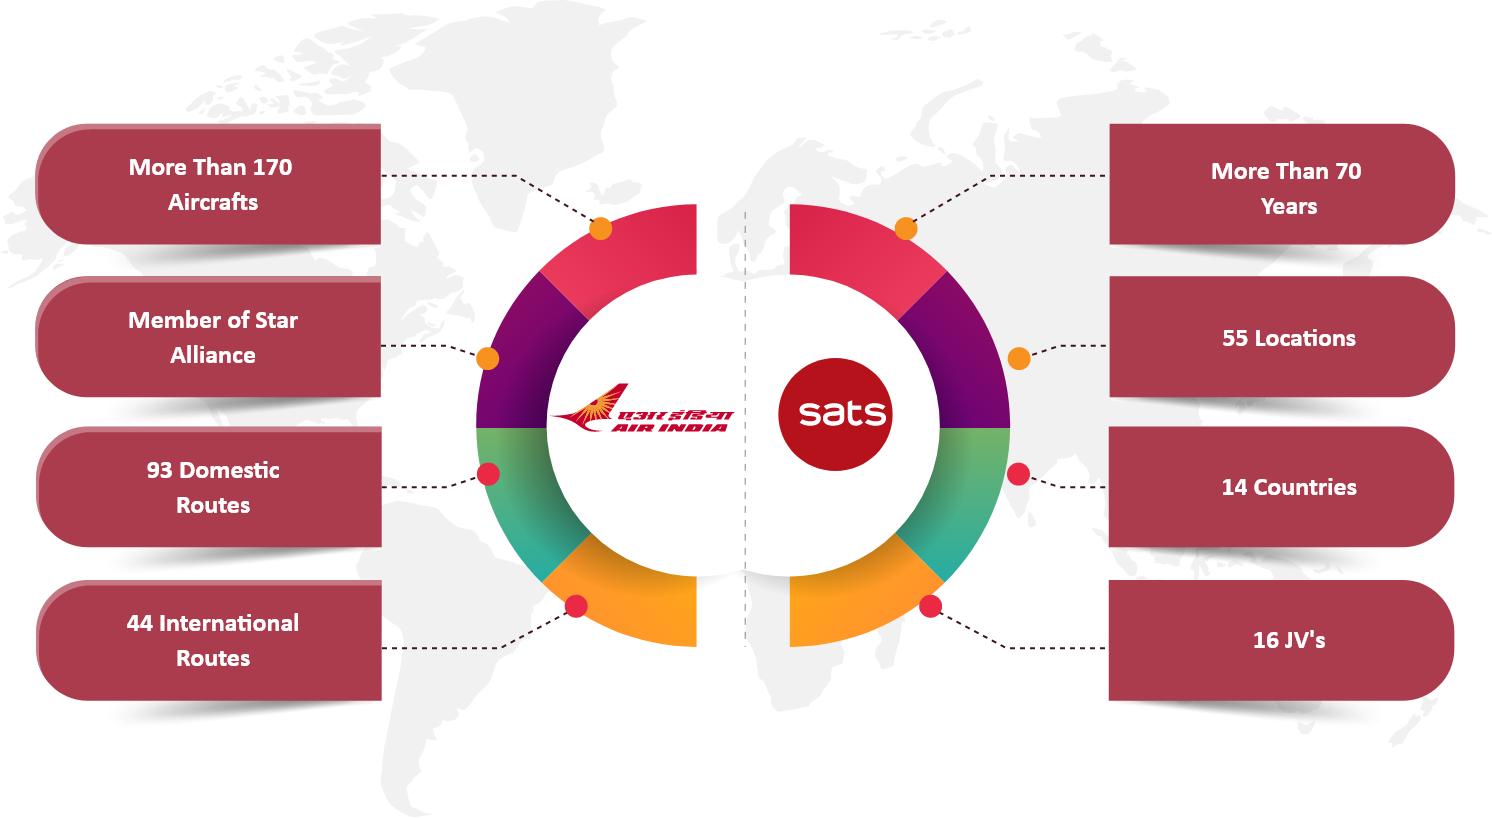 More Than 170
Aircrafts
Member of Star
Alliance
93 Domestic
Routes
44 International
Routes
एअर इंडिया
AIR INDIA
sats
More Than 70
Years
55 Locations
14 Countries
16 JV's